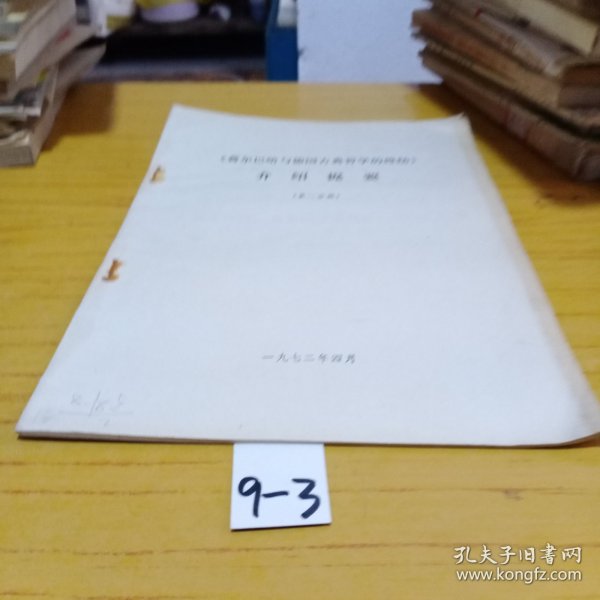 《费尔巴哈与德国古典哲学的终结》
介绍提要
一九七二年四月
9-3
孔夫子旧书网
www.kongfz.com